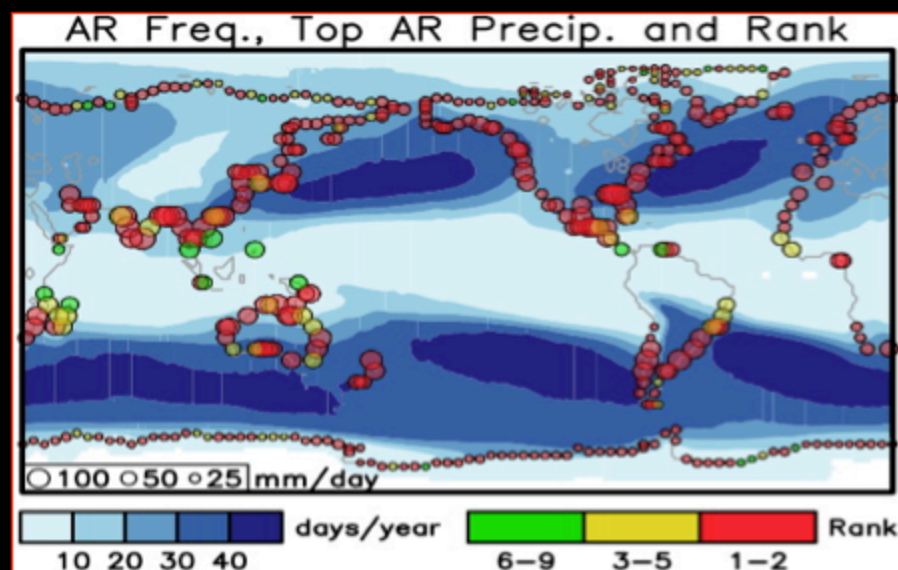 AR Freq., Top AR Precip. and Rank
100 50 25 mm/day
days/year Rank
10 20 30 40 6-9 3-5 1-2